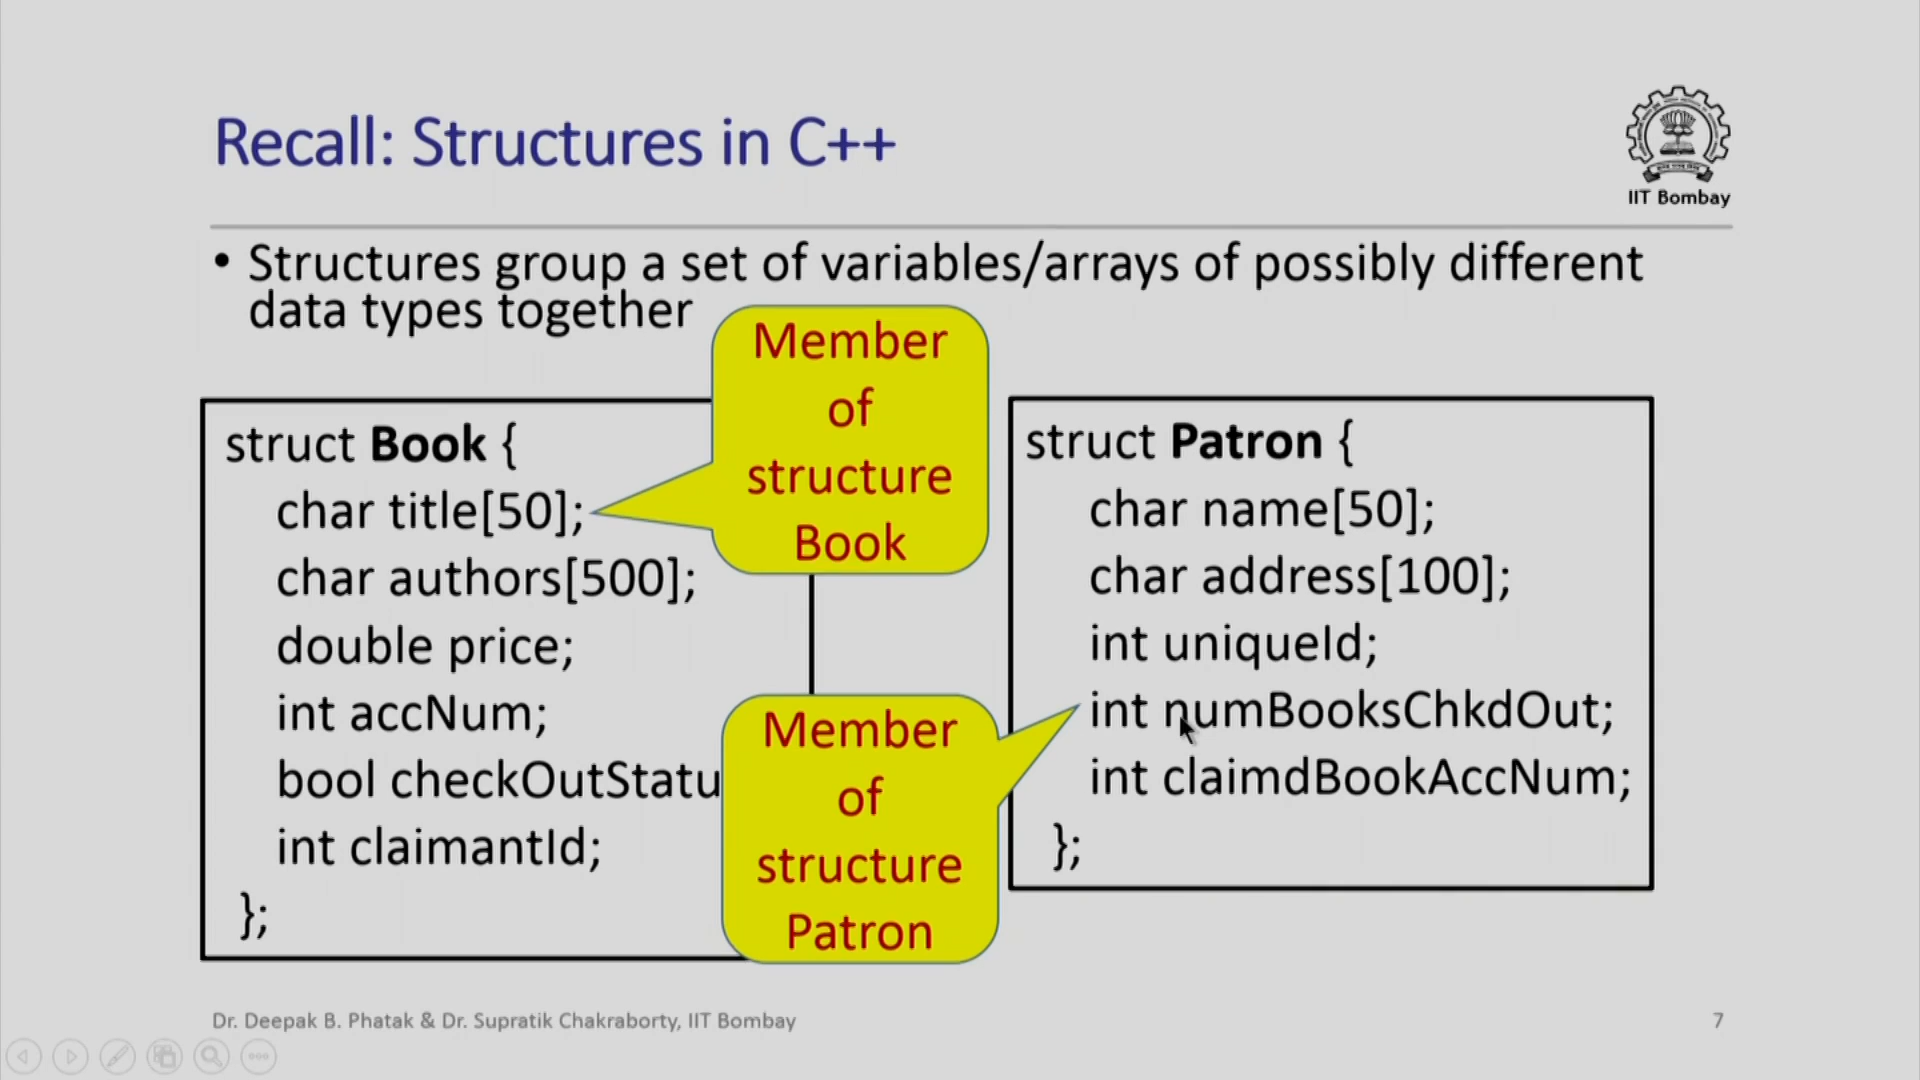 Recall: Structures in C++
IIT Bombay
• Structures group a set of variables/arrays of possibly different
data types together
struct Book {
char title[50];
char authors[500];
double price;
int accNum;
bool checkOutStatu
int claimantId;
};
Member
of
structure
Book
Member
of
structure
Patron
struct Patron {
char name[50];
char address[100];
int uniqueId;
int numBooksChkdOut;
int claimdBookAccNum;
};
Dr. Deepak B. Phatak & Dr. Supratik Chakraborty, IIT Bombay
7